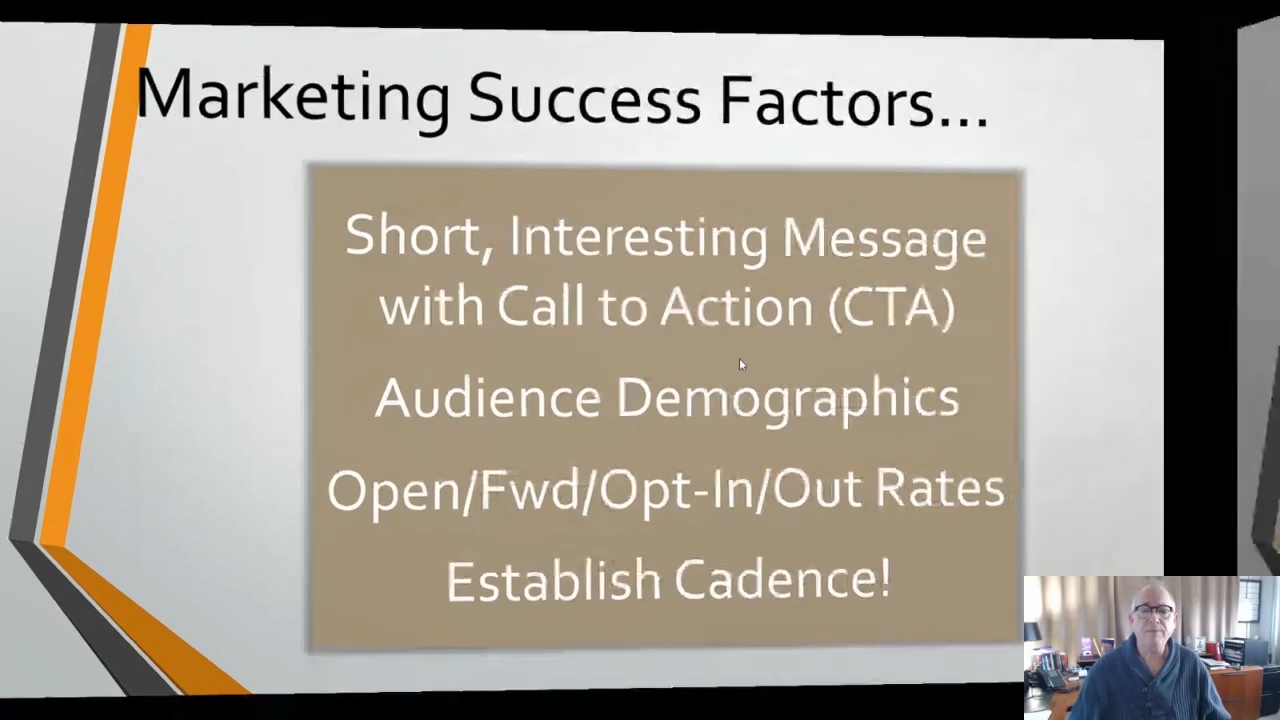 Marketing Success Factors...
Short, Interesting Message
with Call to Action (CTA)
Audience Demographics
Open/Fwd/Opt-In/Out Rates
Establish Cadence!